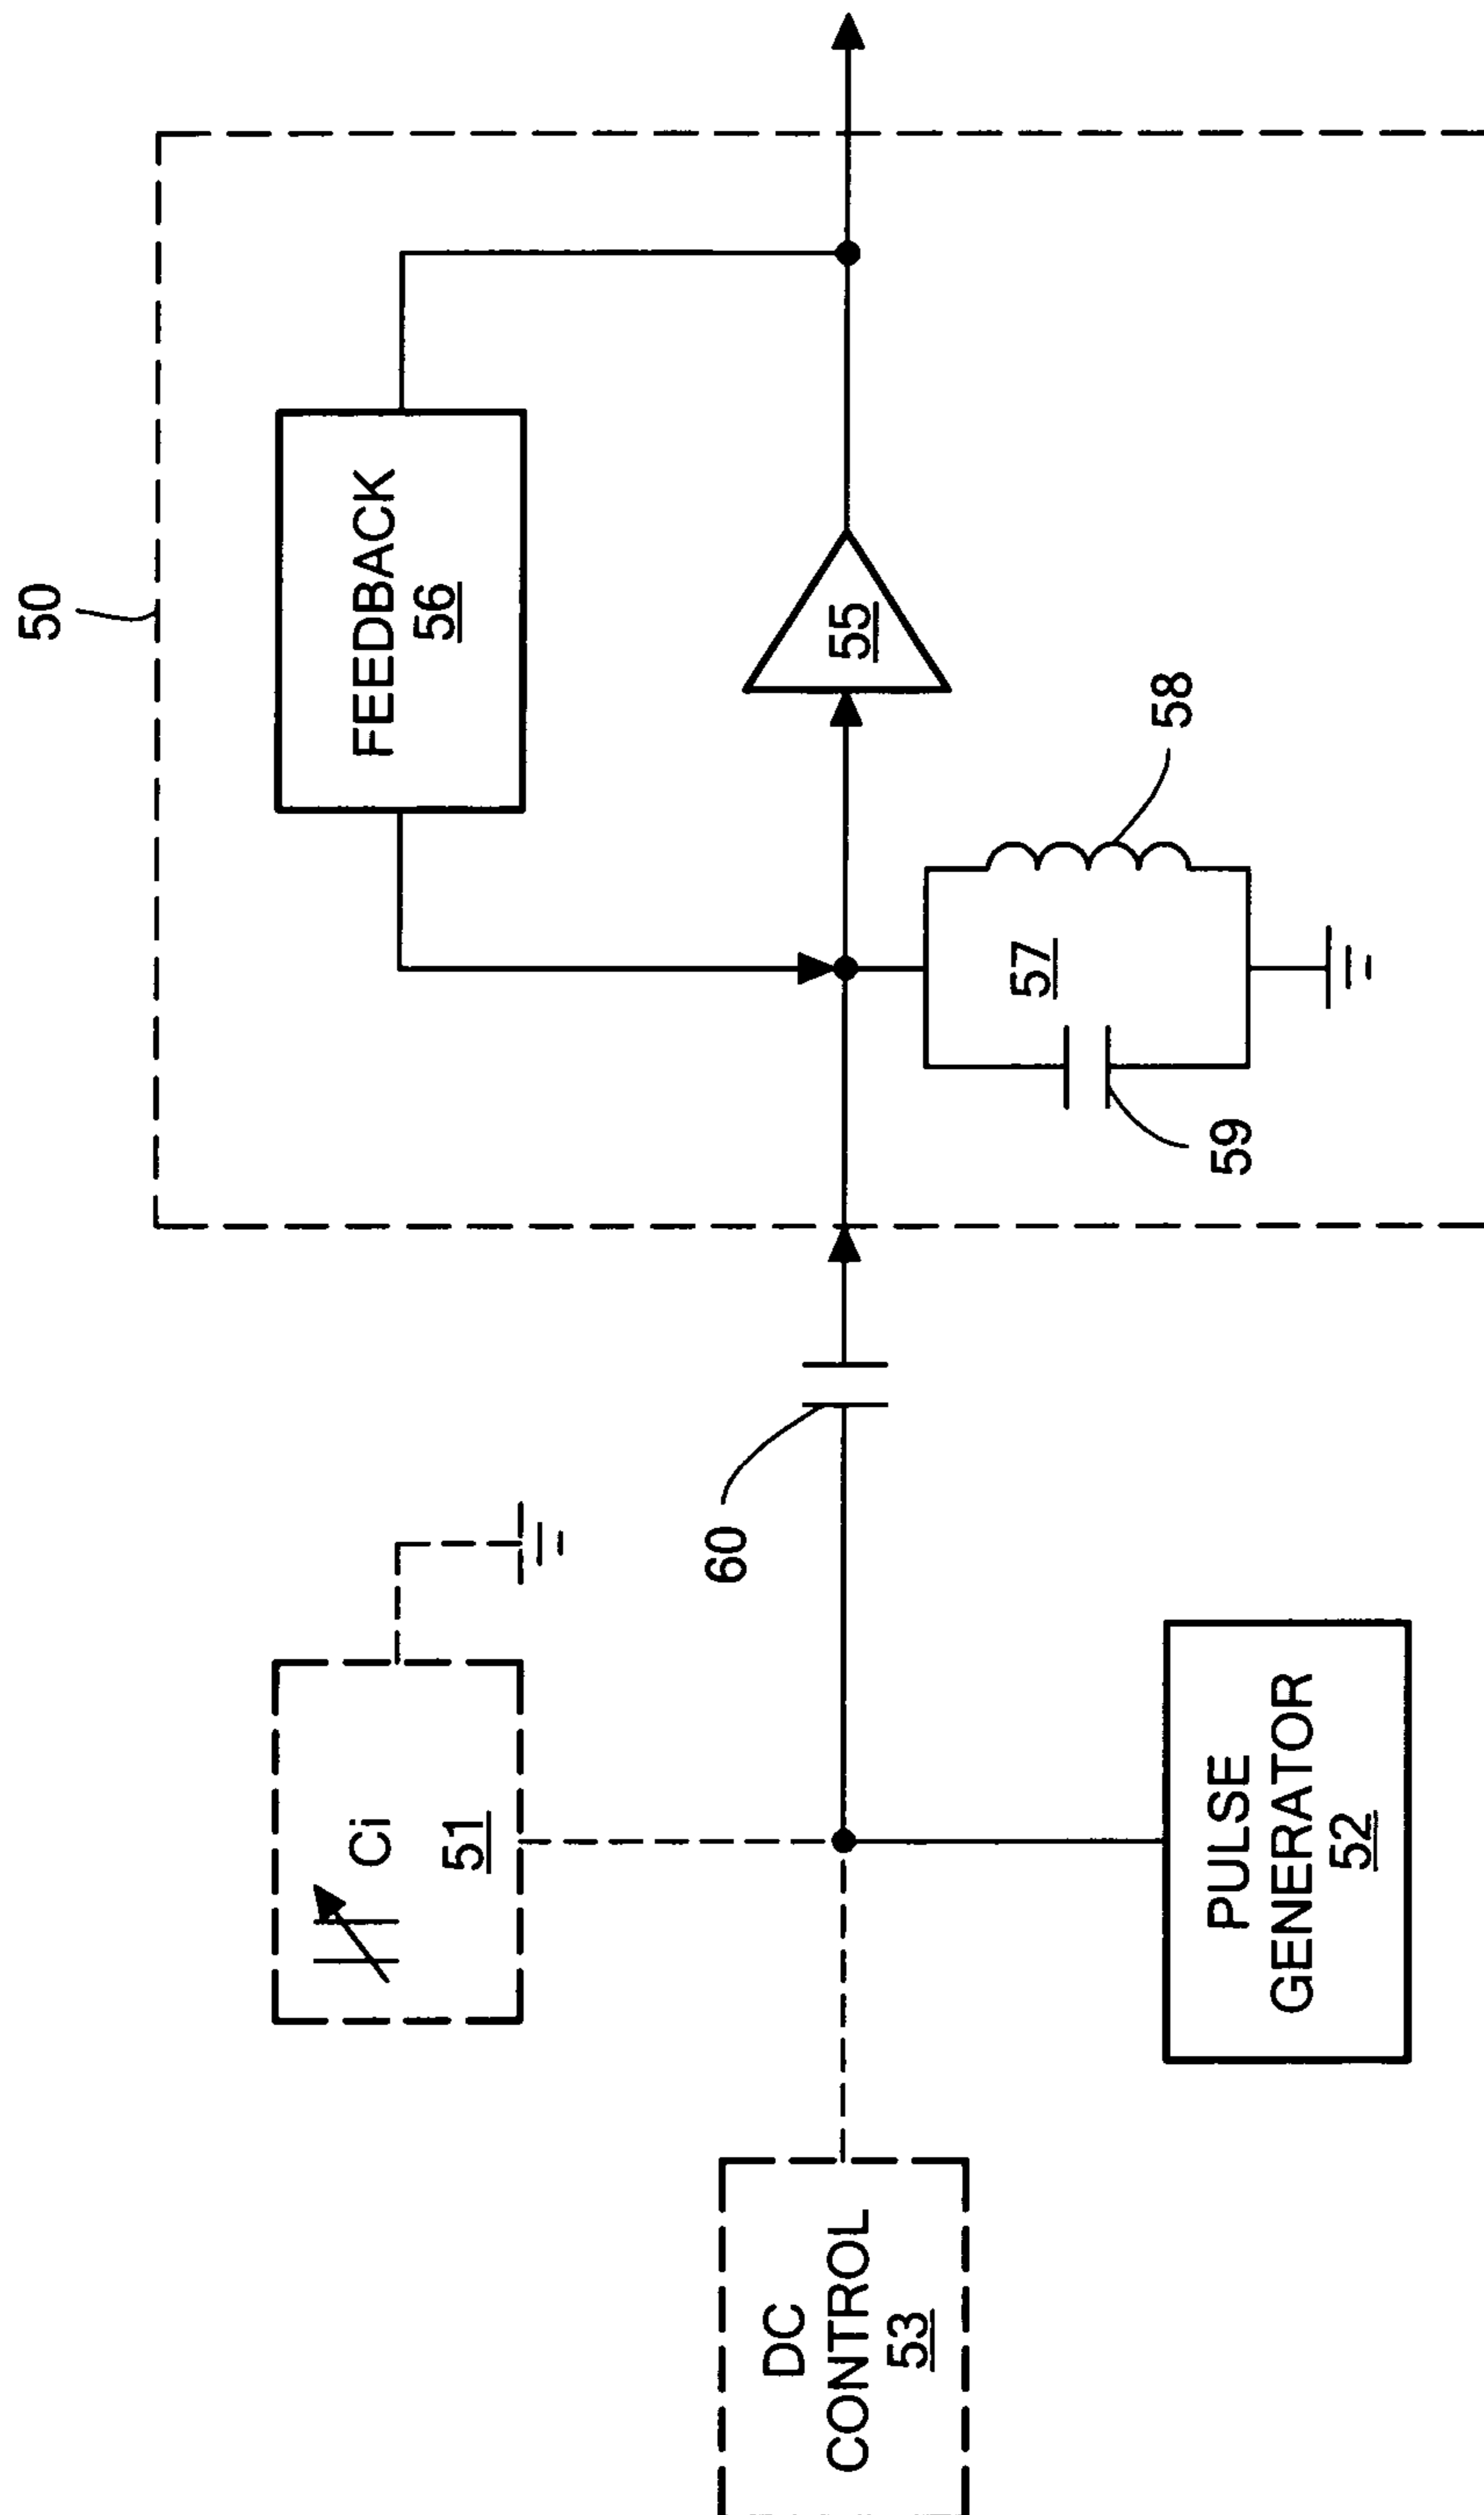 50
FEEDBACK
56
55
58
57
59
60
Ci
51
PULSE
GENERATOR
52
DC
CONTROL
53